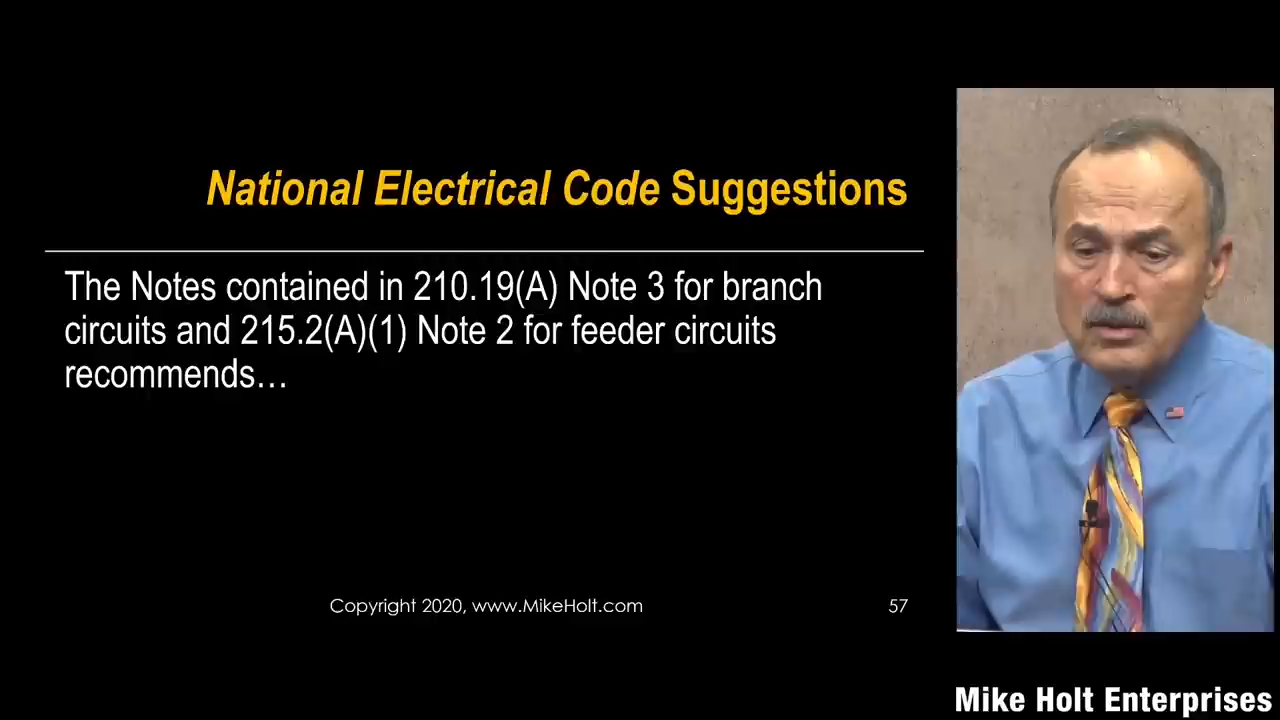 National Electrical Code Suggestions
The Notes contained in 210.19(A) Note 3 for branch
circuits and 215.2(A)(1) Note 2 for feeder circuits
recommends…
Copyright 2020, www.MikeHolt.com
57
Mike Holt Enterprises